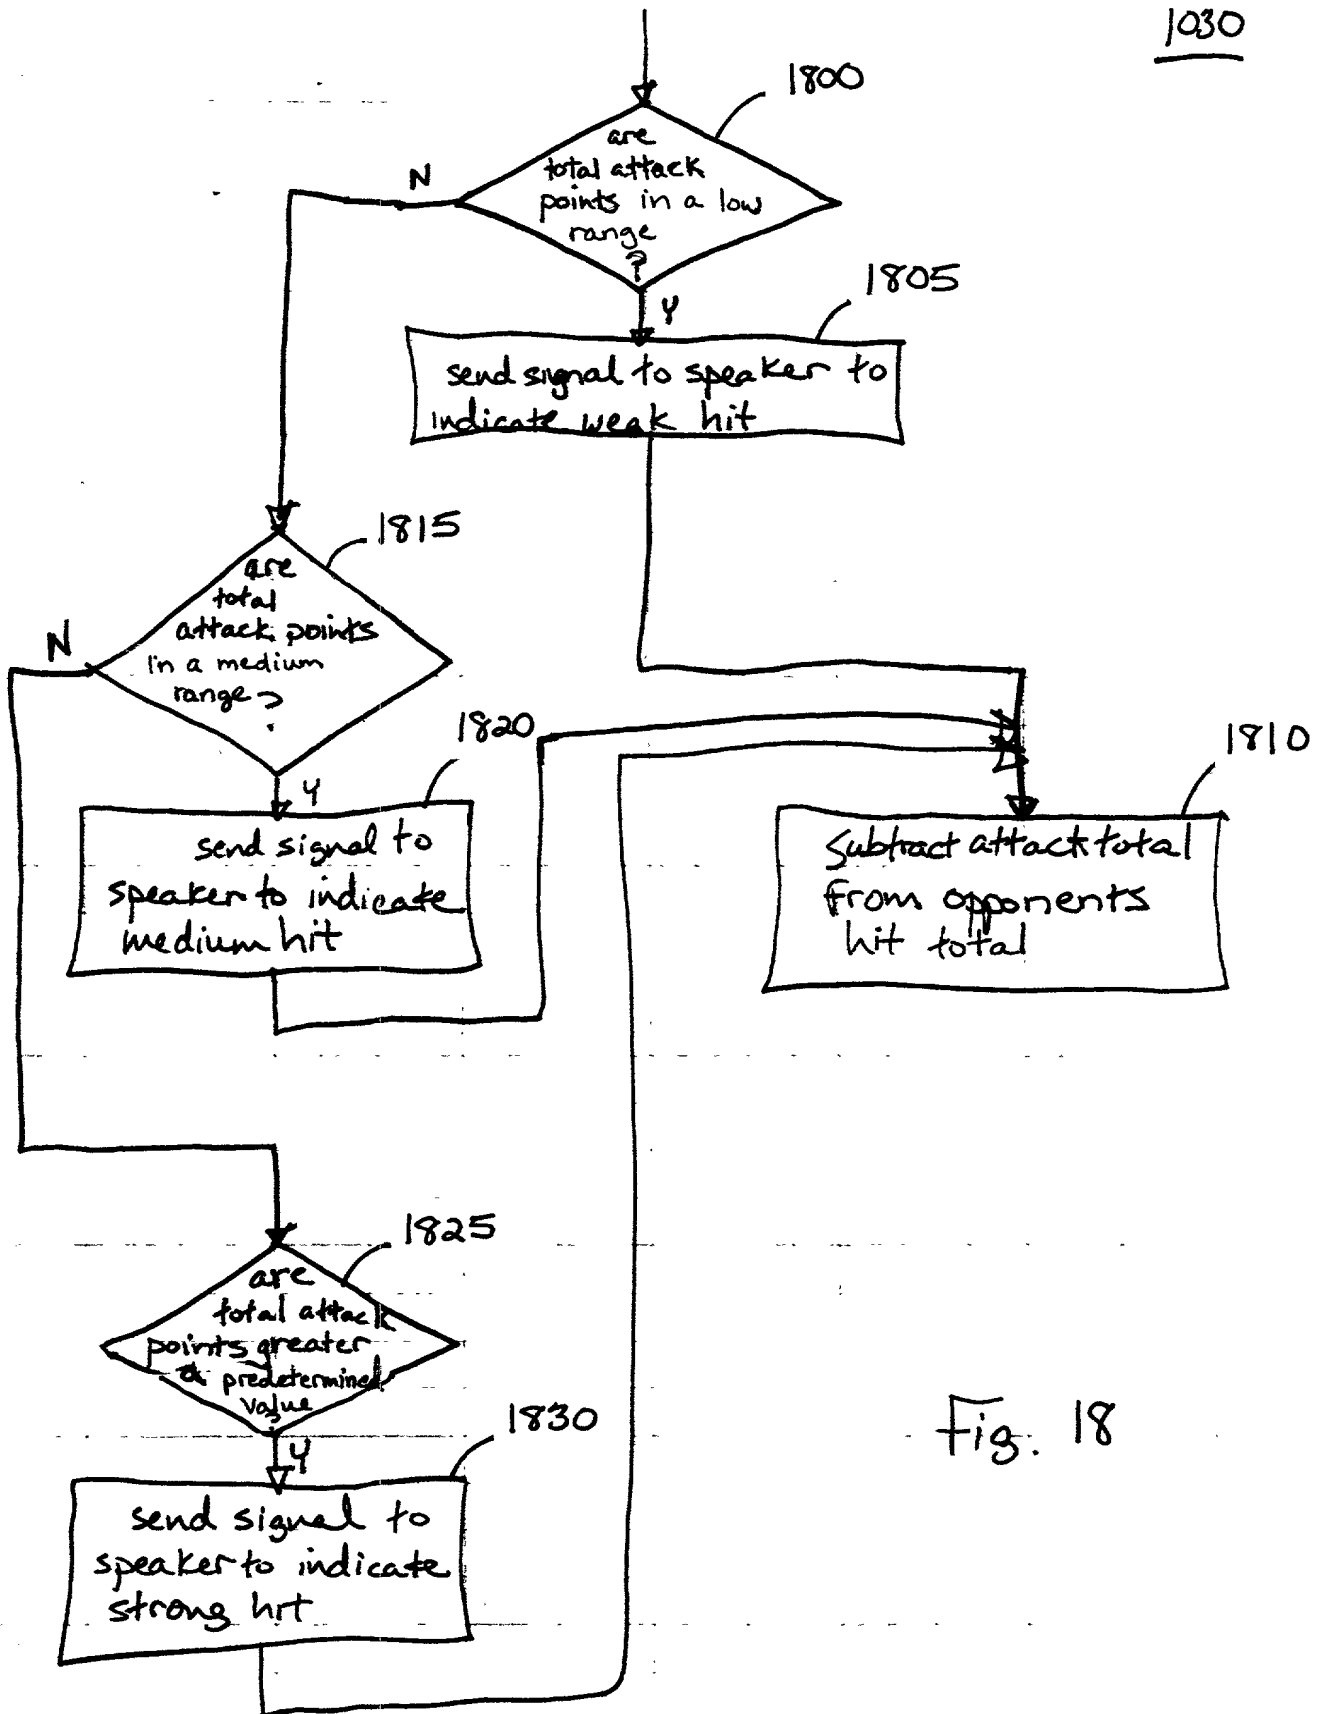 1030
1800
are
total attack
points in a low
range
?
N
Y
1805
send signal to speaker to
indicate weak hit
1815
are
total
attack points
in a medium
range ?
N
Y
1820
send signal to
speaker to indicate
medium hit
1810
Subtract attack total
from opponents
hit total
1825
are
total attack
points greater
a predetermined
value
?
Y
1830
send signal to
speaker to indicate
strong hit
Fig. 18